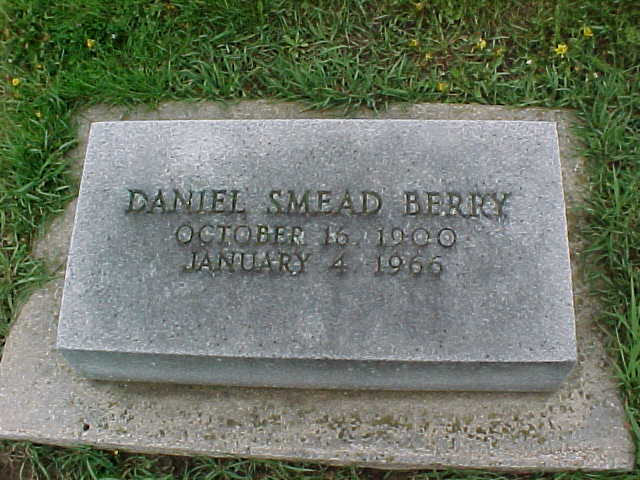 DANIEL SMEAD BERRY
OCTOBER 16, 1900
JANUARY 4, 1966